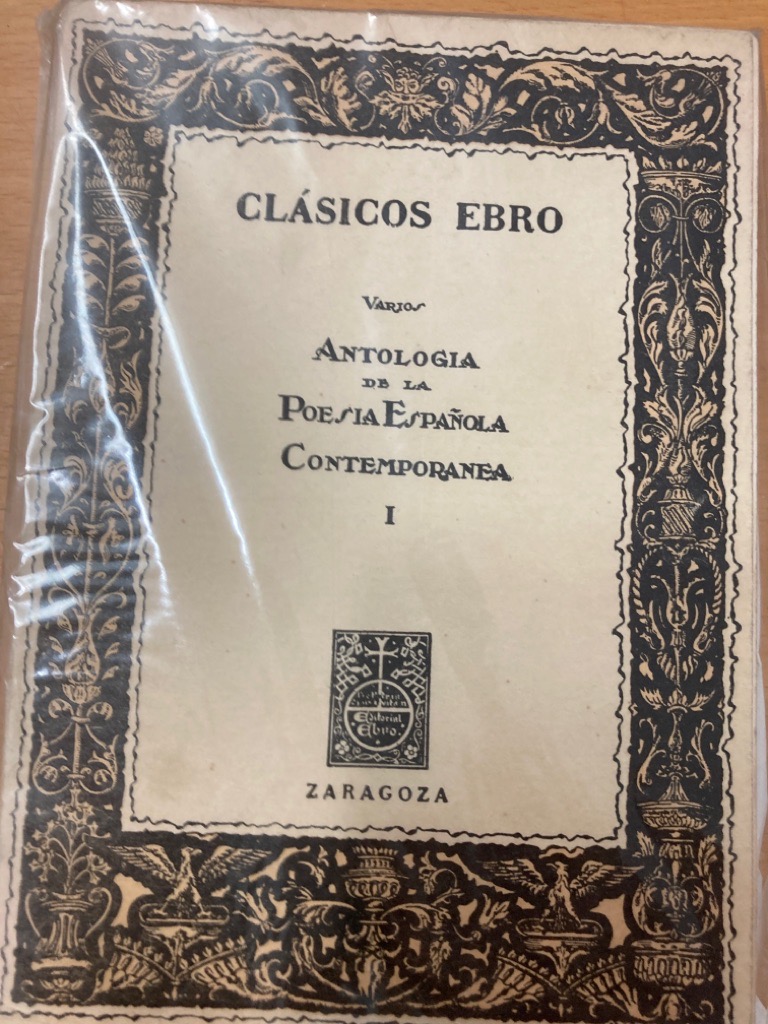 CLÁSICOS EBRO
VARIOS
ANTOLOGIA
DE LA
POESIA ESPAÑOLA
CONTEMPORANEA
I
Editorial
Ebro.
ZARAGOZA